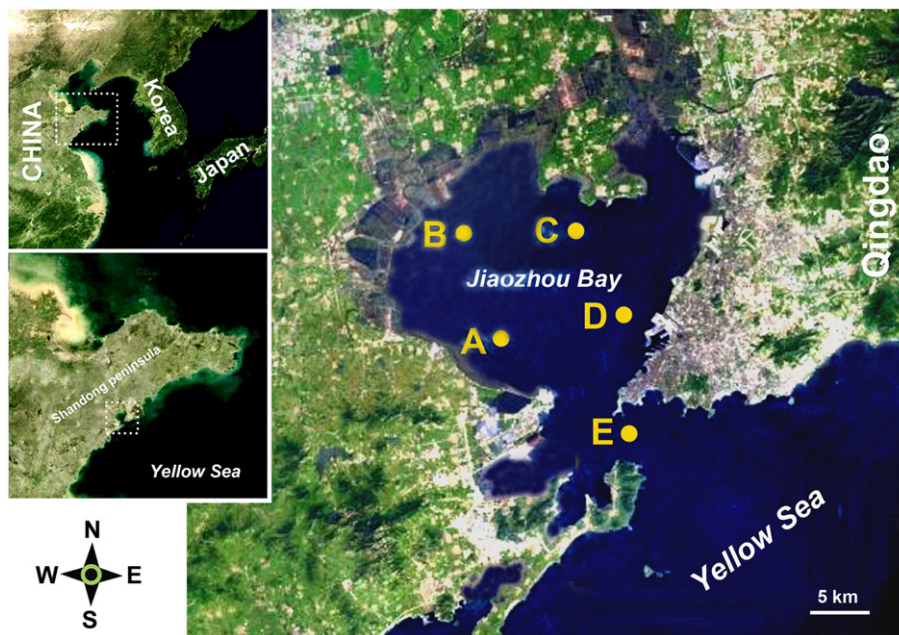 CHINA
Korea
Japan
Shandong peninsula
Yellow Sea
N
W E
S
B
C
Jiaozhou Bay
D
A
E
Qingdao
Yellow Sea
5 km